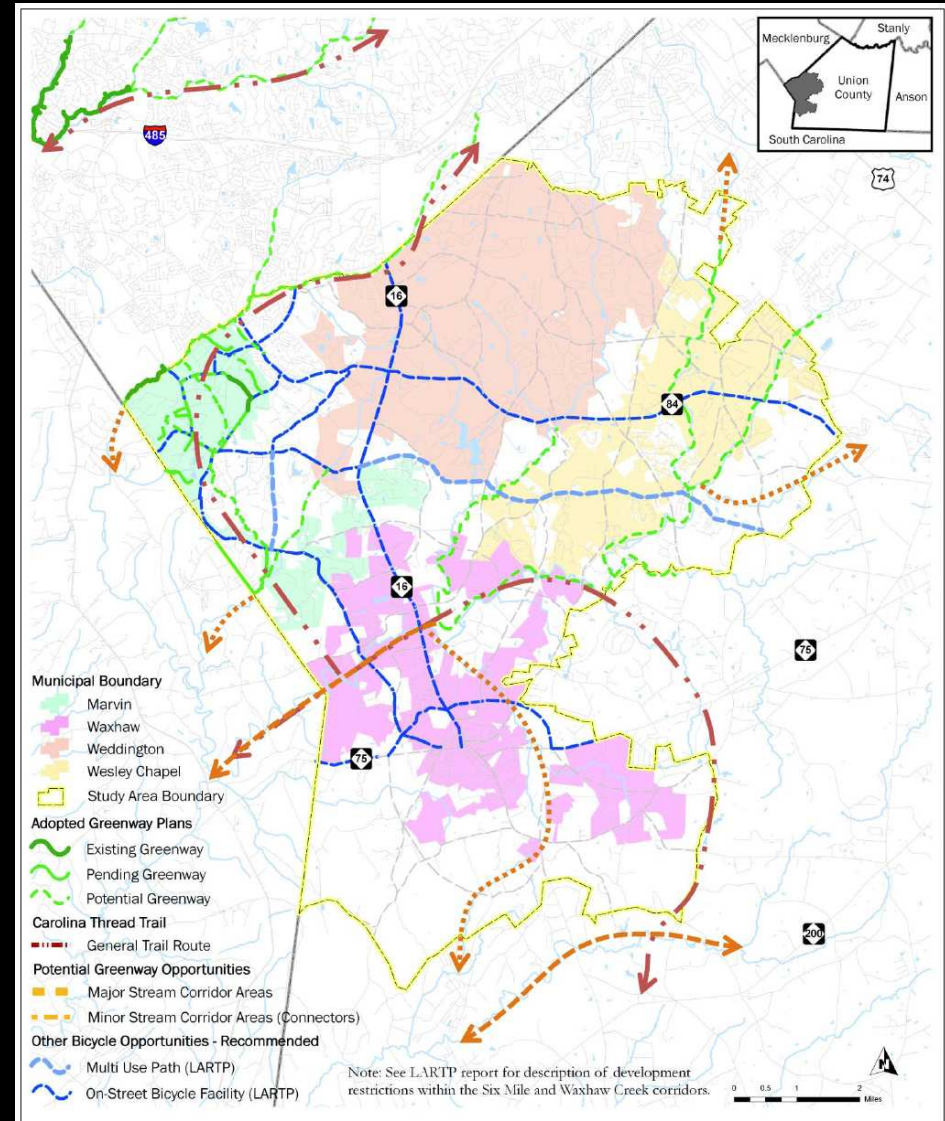 Mecklenburg
Stanly
Union
County
Anson
South Carolina
485
74
16
84
16
75
75
200
Municipal Boundary
Marvin
Waxhaw
Weddington
Wesley Chapel
Study Area Boundary
Adopted Greenway Plans
Existing Greenway
Pending Greenway
Potential Greenway
Carolina Thread Trail
General Trail Route
Potential Greenway Opportunities
Major Stream Corridor Areas
Minor Stream Corridor Areas (Connectors)
Other Bicycle Opportunities - Recommended
Multi Use Path (LARTP)
On-Street Bicycle Facility (LARTP)
Note: See LARTP report for description of development
restrictions within the Six Mile and Waxhaw Creek corridors.
N
0 0.5 1 2
Miles